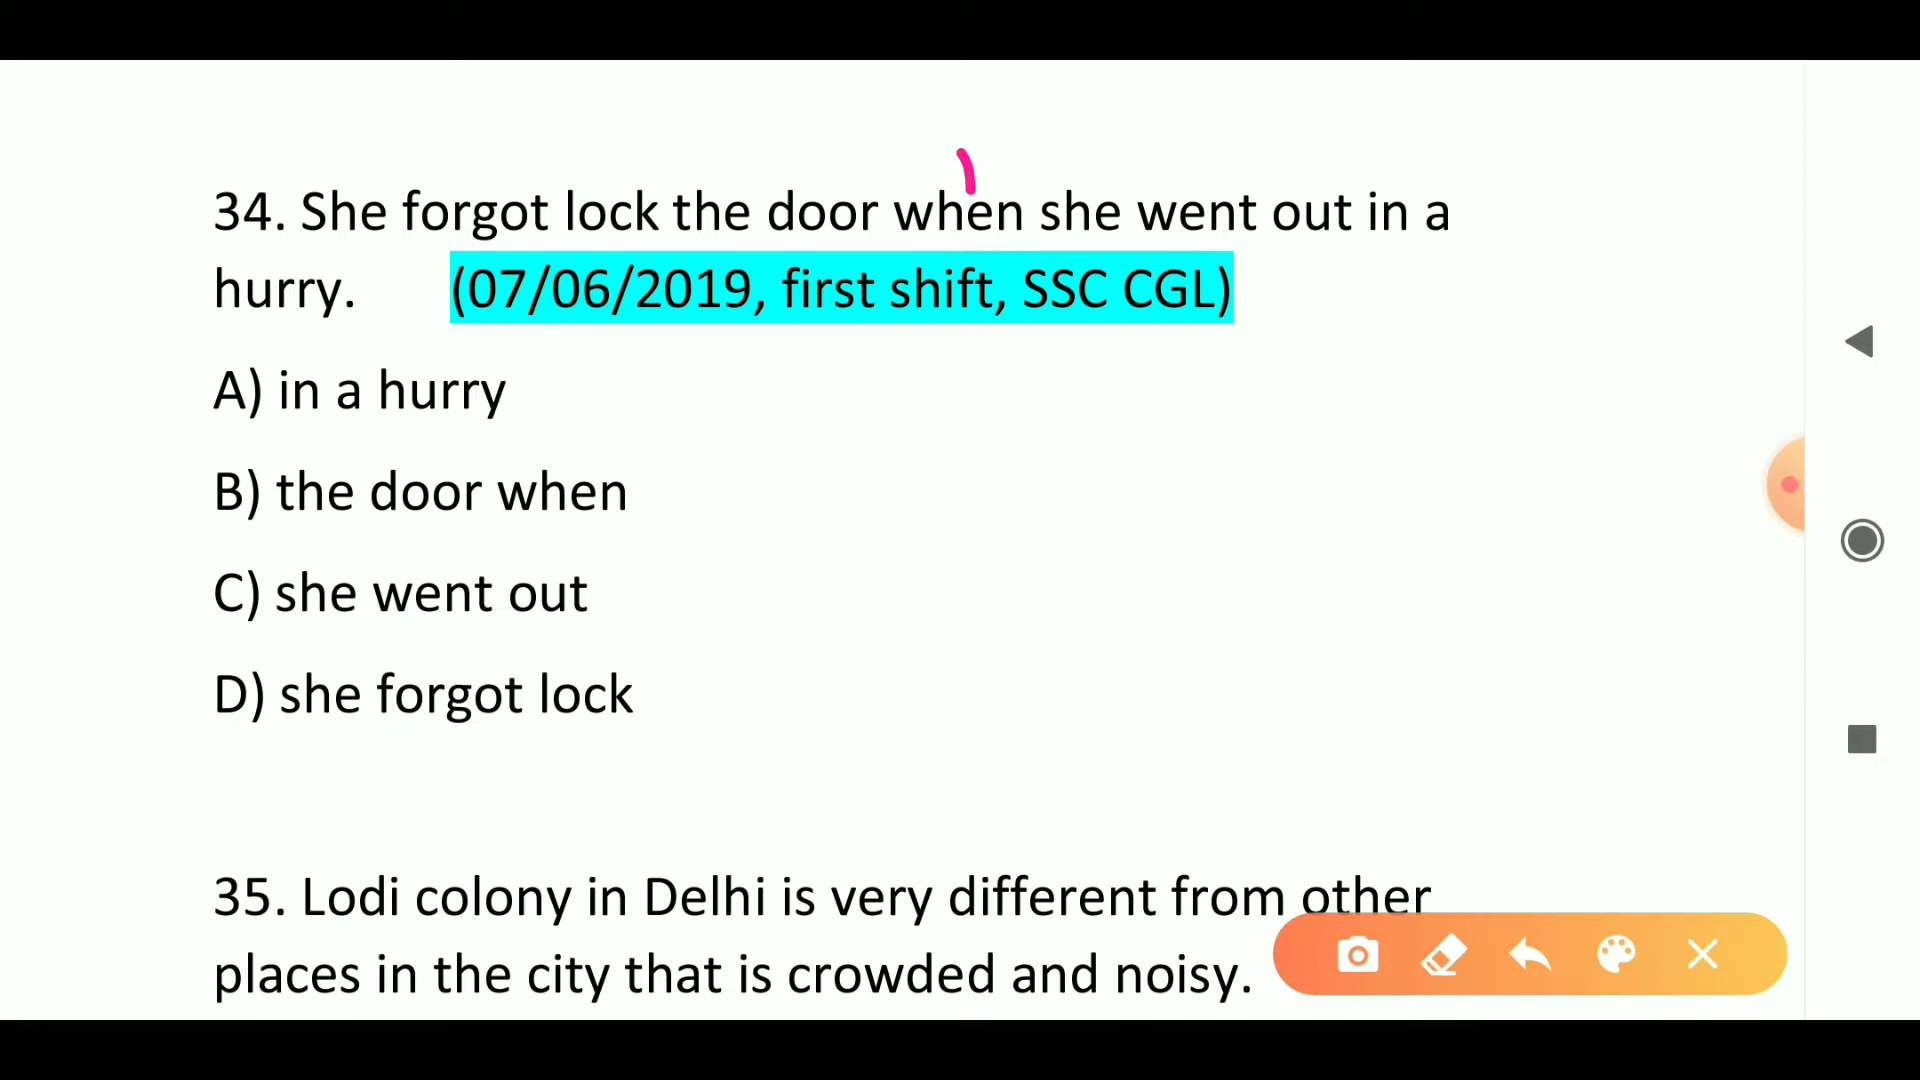 34. She forgot lock the door when she went out in a
hurry. (07/06/2019, first shift, SSC CGL)
A) in a hurry
B) the door when
C) she went out
D) she forgot lock
35. Lodi colony in Delhi is very different from other
places in the city that is crowded and noisy.